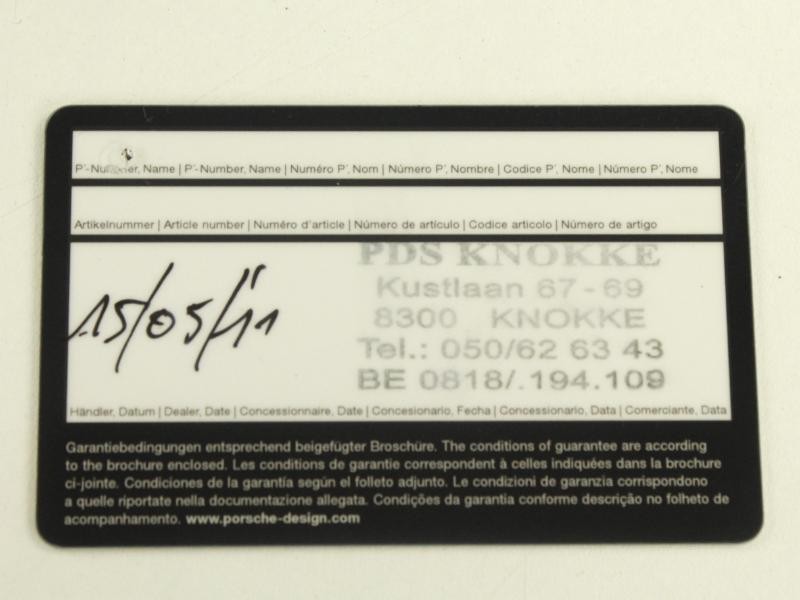 P'-Number, Name | P'-Number, Name | Numéro P', Nom | Número P', Nombre | Codice P', Nome | Número P', Nome
Artikelnummer | Article number | Numéro d'article | Número de artículo | Codice articolo | Número de artigo
PDS KNOKKE
Kustlaan 67 - 69
8300 KNOKKE
Tel.: 050/62 63 43
BE 0818/.194.109
15/05/11
Händler, Datum | Dealer, Date | Concessionnaire, Date | Concesionario, Fecha | Concessionario, Data | Comerciante, Data
Garantiebedingungen entsprechend beigefügter Broschüre. The conditions of guarantee are according
to the brochure enclosed. Les conditions de garantie correspondent à celles indiquées dans la brochure
ci-jointe. Condiciones de la garantía según el folleto adjunto. Le condizioni di garanzia corrispondono
a quelle riportate nella documentazione allegata. Condições da garantia conforme descrição no folheto de
acompanhamento. www.porsche-design.com